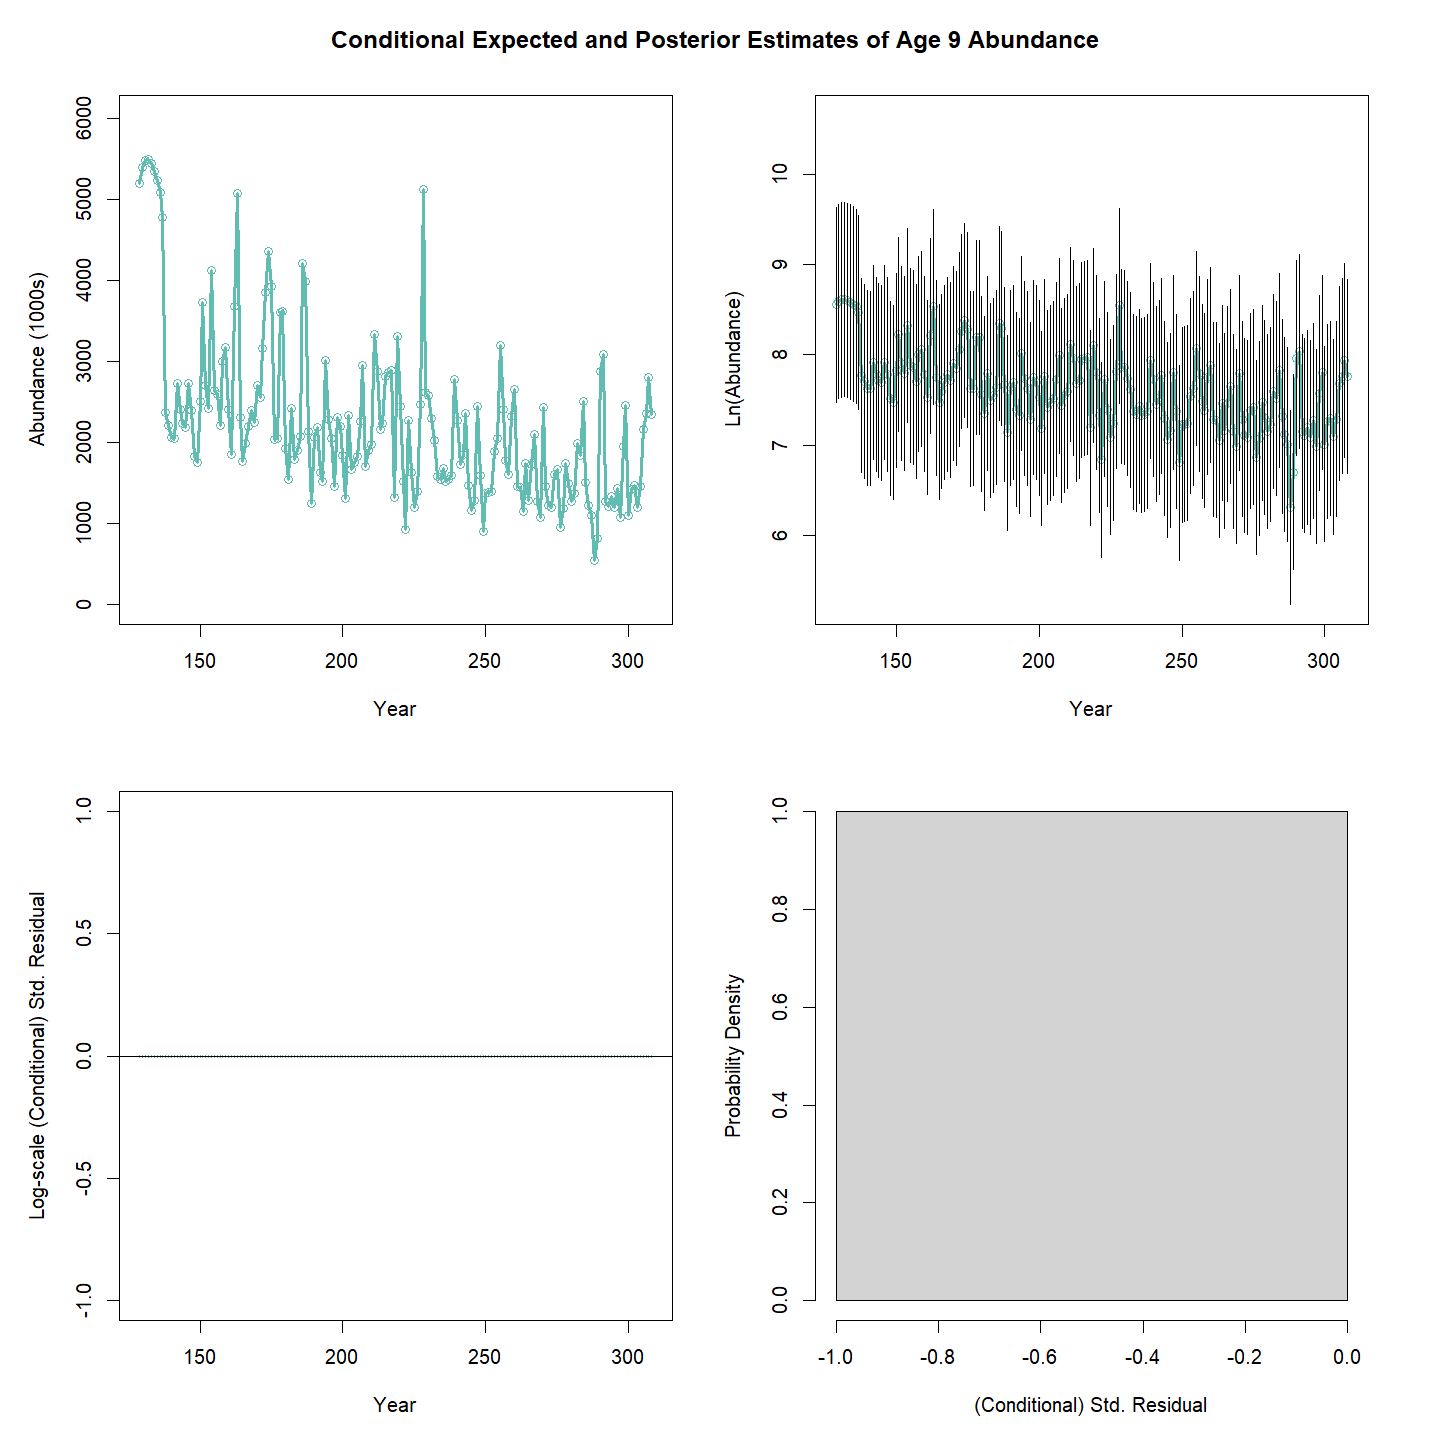 Conditional Expected and Posterior Estimates of Age 9 Abundance
Abundance (1000s)
6000
5000
4000
3000
2000
1000
0
150 200 250 300
Year
Ln(Abundance)
10
9
8
7
6
150 200 250 300
Year
Log-scale (Conditional) Std. Residual
1.0
0.5
0.0
-0.5
-1.0
150 200 250 300
Year
Probability Density
1.0
0.8
0.6
0.4
0.2
0.0
-1.0 -0.8 -0.6 -0.4 -0.2 0.0
(Conditional) Std. Residual